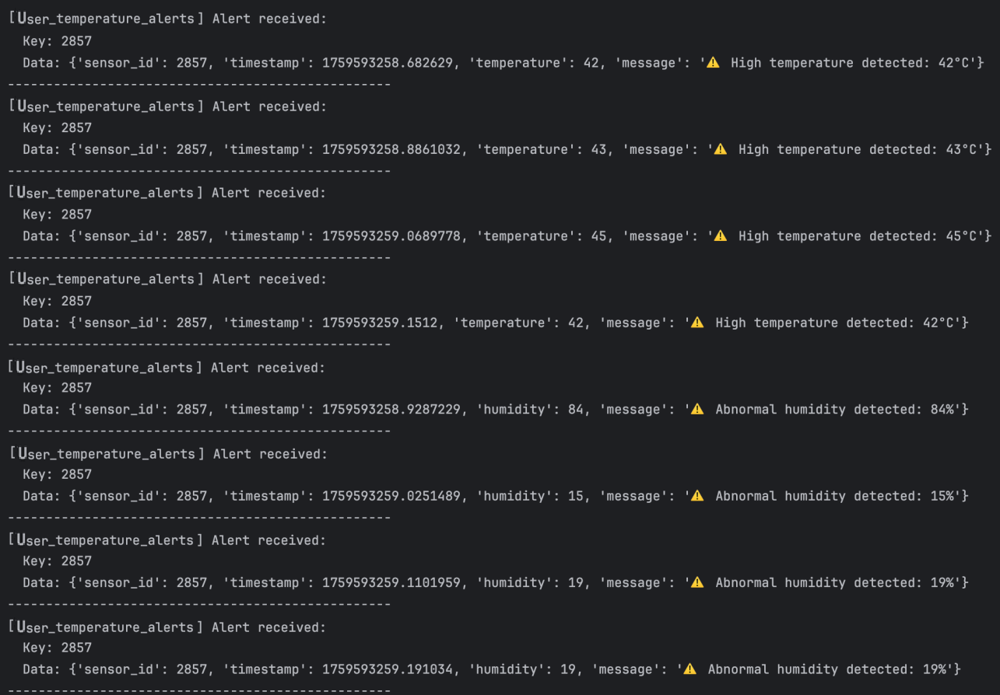 [User_temperature_alerts] Alert received:
  Key: 2857
  Data: {'sensor_id': 2857, 'timestamp': 1759593258.682629, 'temperature': 42, 'message': '⚠️ High temperature detected: 42°C'}
--------------------------------------------------
[User_temperature_alerts] Alert received:
  Key: 2857
  Data: {'sensor_id': 2857, 'timestamp': 1759593258.8861032, 'temperature': 43, 'message': '⚠️ High temperature detected: 43°C'}
--------------------------------------------------
[User_temperature_alerts] Alert received:
  Key: 2857
  Data: {'sensor_id': 2857, 'timestamp': 1759593259.0689778, 'temperature': 45, 'message': '⚠️ High temperature detected: 45°C'}
--------------------------------------------------
[User_temperature_alerts] Alert received:
  Key: 2857
  Data: {'sensor_id': 2857, 'timestamp': 1759593259.1512, 'temperature': 42, 'message': '⚠️ High temperature detected: 42°C'}
--------------------------------------------------
[User_temperature_alerts] Alert received:
  Key: 2857
  Data: {'sensor_id': 2857, 'timestamp': 1759593258.9287229, 'humidity': 84, 'message': '⚠️ Abnormal humidity detected: 84%'}
--------------------------------------------------
[User_temperature_alerts] Alert received:
  Key: 2857
  Data: {'sensor_id': 2857, 'timestamp': 1759593259.0251489, 'humidity': 15, 'message': '⚠️ Abnormal humidity detected: 15%'}
--------------------------------------------------
[User_temperature_alerts] Alert received:
  Key: 2857
  Data: {'sensor_id': 2857, 'timestamp': 1759593259.1101959, 'humidity': 19, 'message': '⚠️ Abnormal humidity detected: 19%'}
--------------------------------------------------
[User_temperature_alerts] Alert received:
  Key: 2857
  Data: {'sensor_id': 2857, 'timestamp': 1759593259.191034, 'humidity': 19, 'message': '⚠️ Abnormal humidity detected: 19%'}
--------------------------------------------------